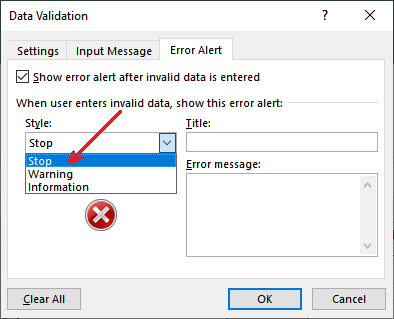 Data Validation ? ×
Settings Input Message Error Alert
Show error alert after invalid data is entered
When user enters invalid data, show this error alert:
Style: Title:
Stop
Stop
Warning
Information
Error message:
Clear All OK Cancel